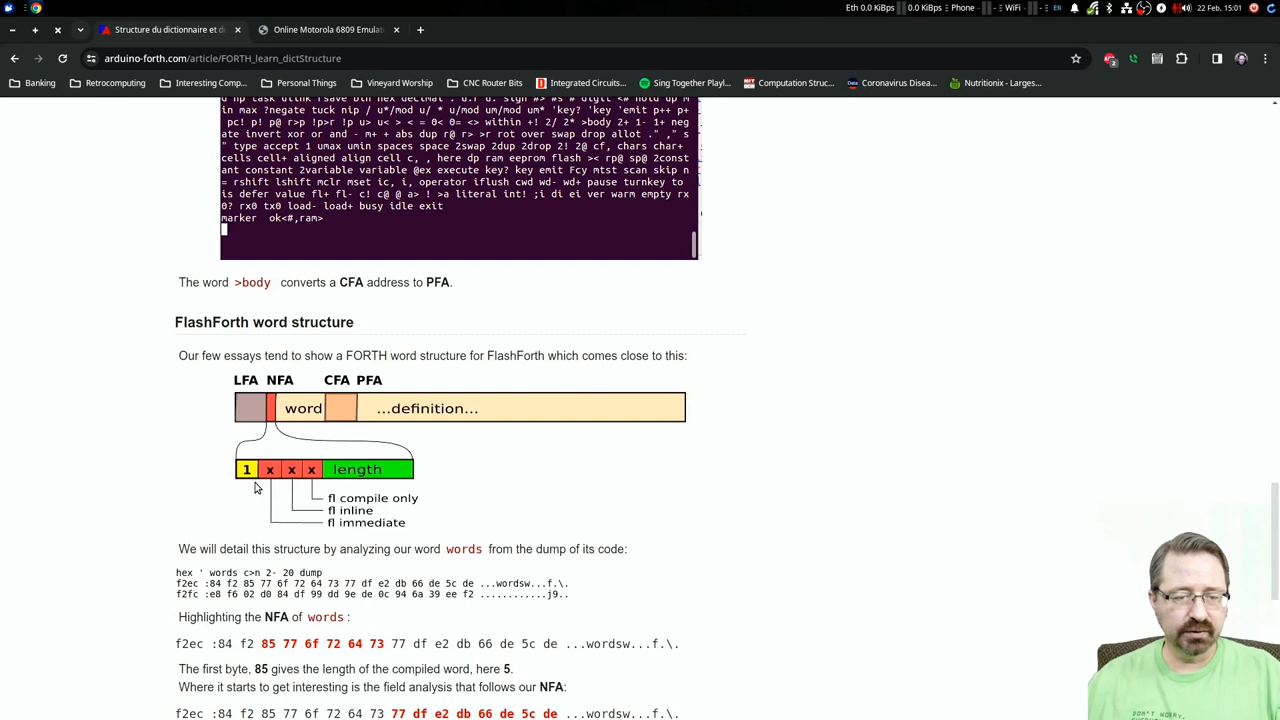 Eth 0.0 KiBps 0.0 KiBps Phone - - WiFi - - EN 22 Feb, 15:01
Structure du dictionnaire et d × Online Motorola 6809 Emulat × +
arduino-forth.com/article/FORTH_learn_dictStructure
Banking Retrocomputing Interesting Comp... Personal Things Vineyard Worship CNC Router Bits Integrated Circuits... Sing Together Playl... Computation Struc... Coronavirus Diseas... Nutritionix - Larges...
min max ?negate tuck nip / u*/mod u/ * u/mod um/mod um* 'key? 'key 'emit p++ p+
pc! p! @p r>p !p>r !p u> u< > < = 0< 0= <> within +! 2/ 2* >body 2+ 1- 1+ neg
ate invert xor or and - m+ + abs dup r@ r> >r rot over swap drop allot ." ," s
" type accept 1 umax umin spaces space 2swap 2dup 2drop 2! 2@ cf, chars char+
cells cell+ aligned align cell c, , here dp ram eeprom flash >< rp@ sp@ 2const
ant constant 2variable variable @ex execute key? key emit Fcy mtst scan skip n
= rshift lshift mclr mset ic, i, operator iflush cwd wd- wd+ pause turnkey to
is defer value fl+ fl- c! c@ @ a> ! >a literal int! ;i di ei ver warm empty rx
0? rx0 tx0 load- load+ busy idle exit
marker ok<#,ram>
The word >body converts a CFA address to PFA.
FlashForth word structure
Our few essays tend to show a FORTH word structure for FlashForth which comes close to this:
LFA NFA CFA PFA
word ...definition...
1 x x x length
fl compile only
fl inline
fl immediate
We will detail this structure by analyzing our word words from the dump of its code:
hex ' words c>n 2- 20 dump
f2ec :84 f2 85 77 6f 72 64 73 77 df e2 db 66 de 5c de ...wordsw...f.\.
f2fc :e8 f6 02 d0 84 df 99 dd 9e de 0c 94 6a 39 ee f2 ............j9..
Highlighting the NFA of words :
f2ec :84 f2 85 77 6f 72 64 73 77 df e2 db 66 de 5c de ...wordsw...f.\.
The first byte, 85 gives the length of the compiled word, here 5.
Where it starts to get interesting is the field analysis that follows our NFA:
f2ec :84 f2 85 77 6f 72 64 73 77 df e2 db 66 de 5c de ...wordsw...f.\.
DON'T WORRY,